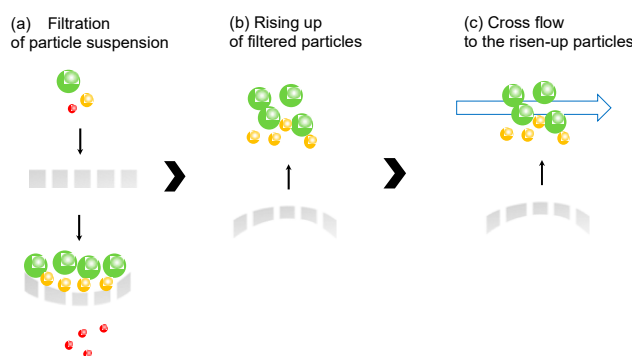 (a) Filtration
of particle suspension
(b) Rising up
of filtered particles
(c) Cross flow
to the risen-up particles